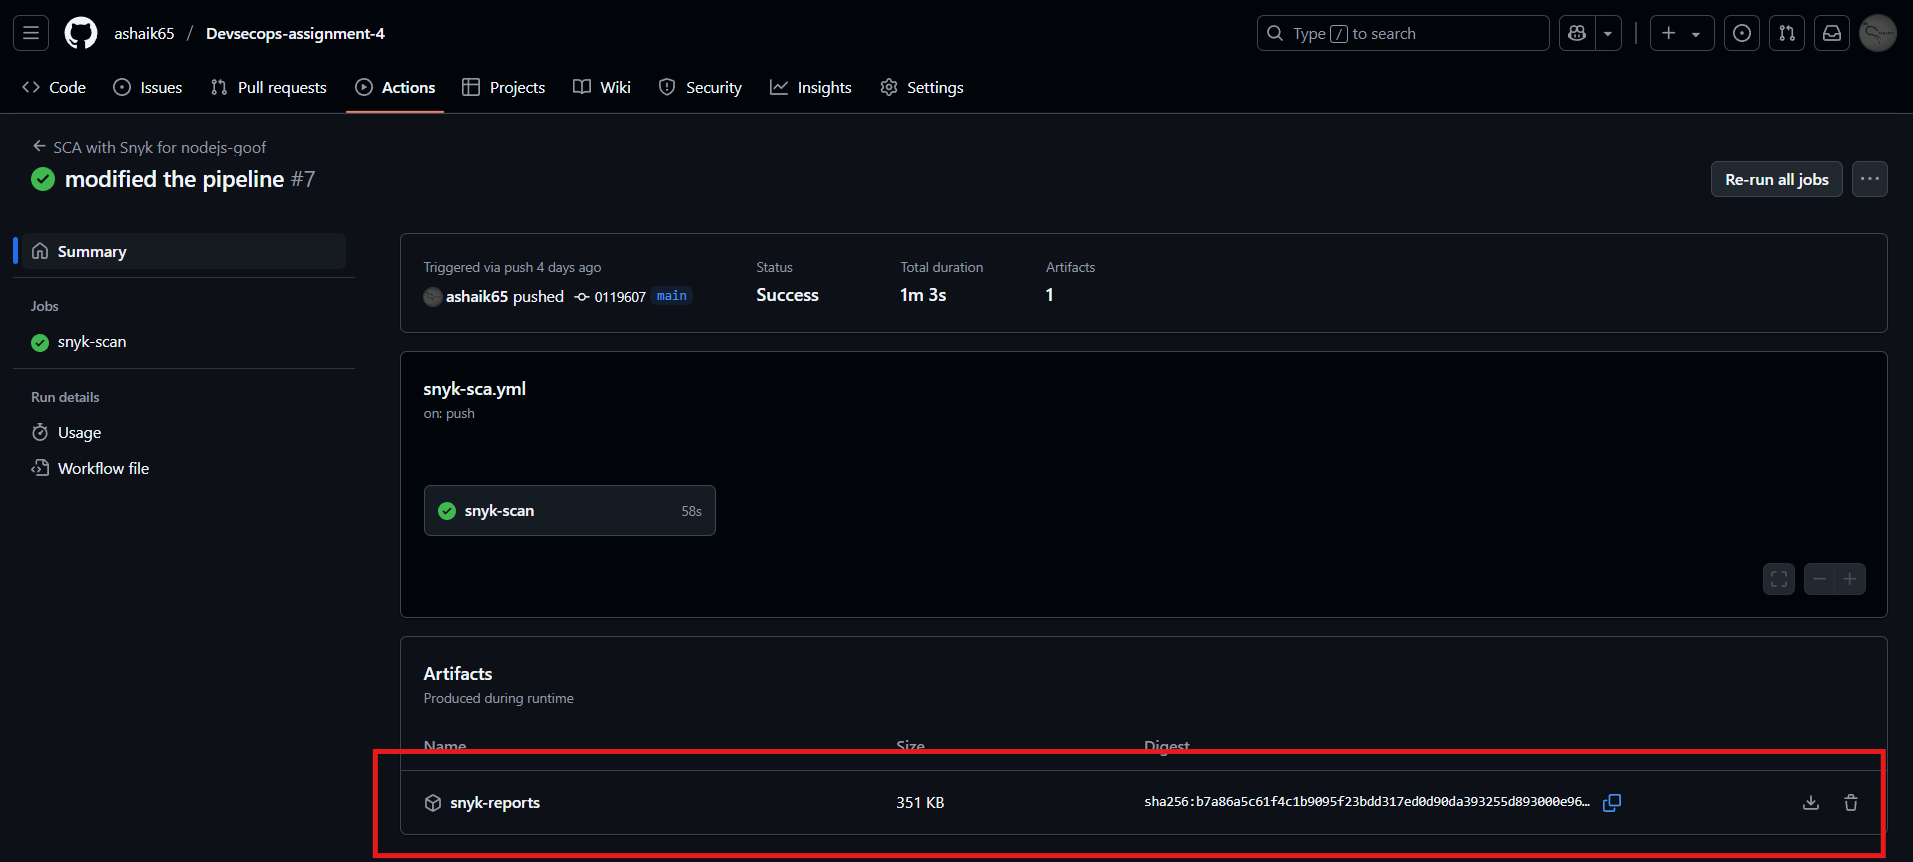 ashaik65 / Devsecops-assignment-4
Type / to search
Code Issues Pull requests Actions Projects Wiki Security Insights Settings
SCA with Snyk for nodejs-goof
modified the pipeline #7
Re-run all jobs
Summary
Jobs
snyk-scan
Run details
Usage
Workflow file
Triggered via push 4 days ago
ashaik65 pushed 0119607 main
Status
Success
Total duration
1m 3s
Artifacts
1
snyk-sca.yml
on: push
snyk-scan 58s
Artifacts
Produced during runtime
Name Size Digest
snyk-reports 351 KB sha256:b7a86a5c61f4c1b9095f23bdd317ed0d90da393255d893000e96…